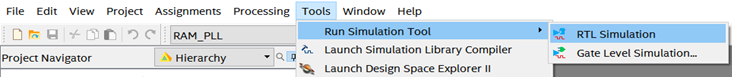 File Edit View Project Assignments Processing Tools Window Help
RAM_PLL
Run Simulation Tool
RTL Simulation
Project Navigator Hierarchy
Launch Simulation Library Compiler
Gate Level Simulation...
Launch Design Space Explorer II